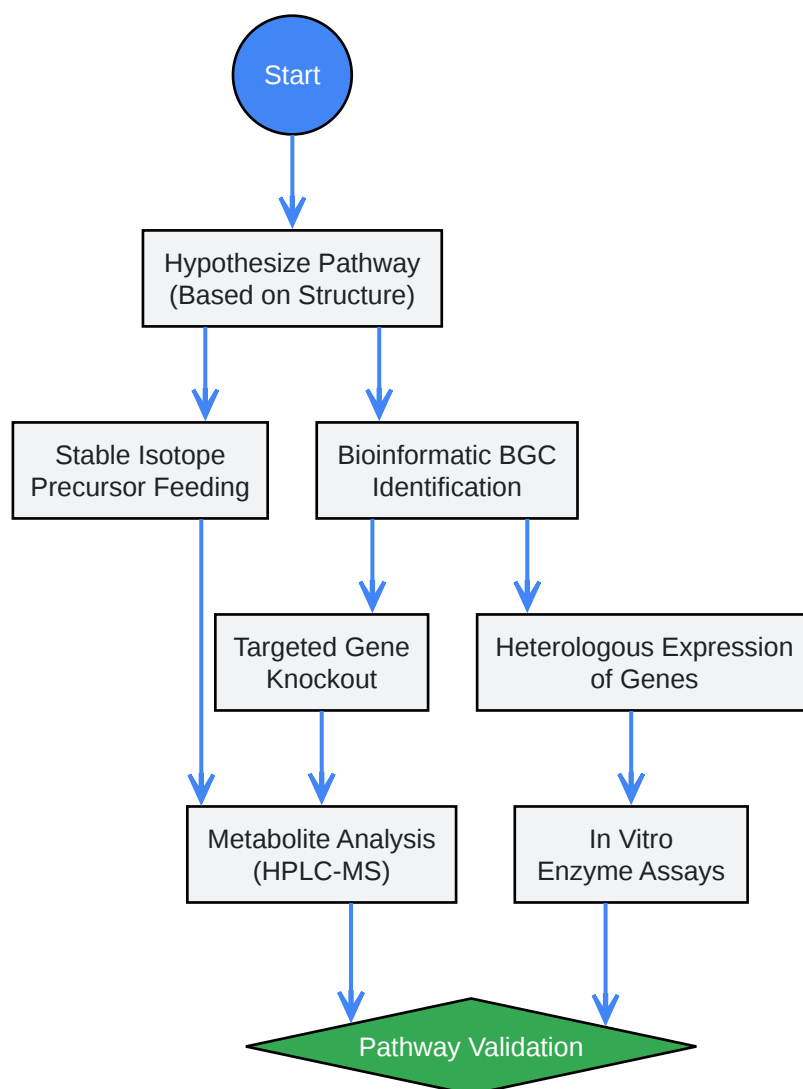 Start
Hypothesize Pathway
(Based on Structure)
Stable Isotope
Precursor Feeding
Bioinformatic BGC
Identification
Targeted Gene
Knockout
Heterologous Expression
of Genes
Metabolite Analysis
(HPLC-MS)
In Vitro
Enzyme Assays
Pathway Validation